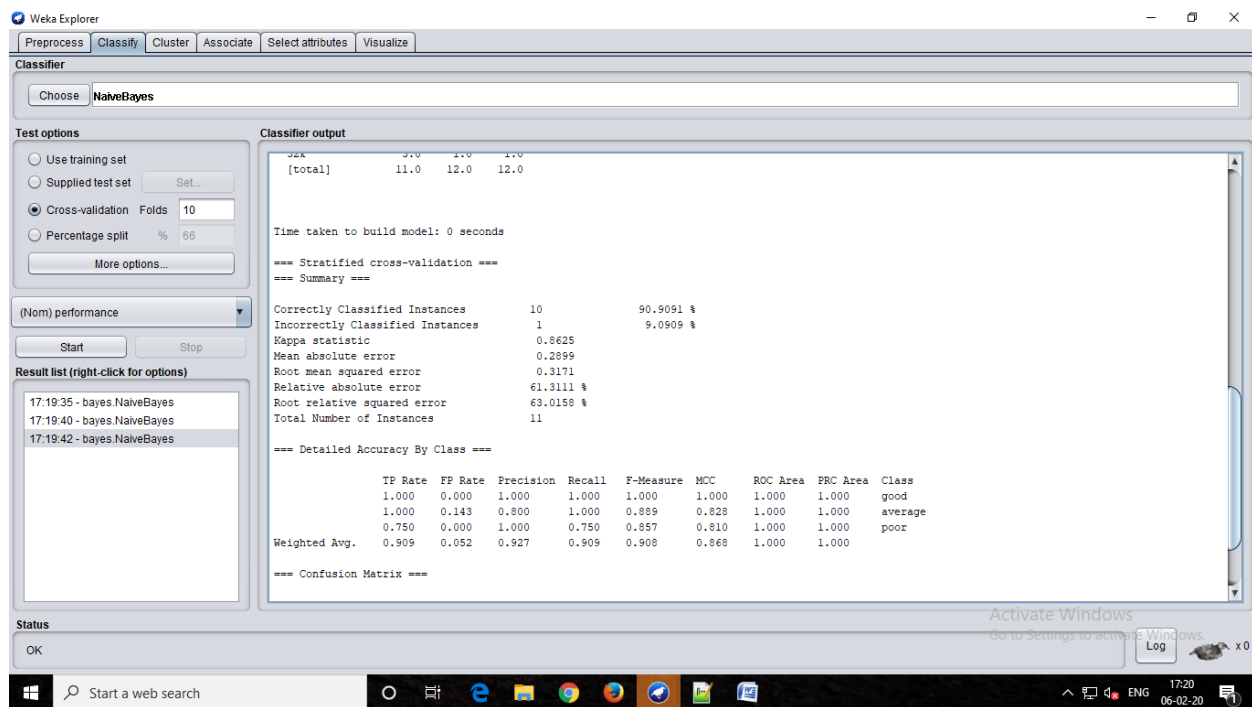 Weka Explorer
Preprocess Classify Cluster Associate Select attributes Visualize
Classifier
Choose NaiveBayes
Test options
Use training set
Supplied test set Set...
Cross-validation Folds 10
Percentage split % 66
More options...
(Nom) performance
Start Stop
Result list (right-click for options)
17:19:35 - bayes.NaiveBayes
17:19:40 - bayes.NaiveBayes
17:19:42 - bayes.NaiveBayes
Classifier output
[total] 11.0 12.0 12.0
Time taken to build model: 0 seconds
=== Stratified cross-validation ===
=== Summary ===
Correctly Classified Instances 10 90.9091 %
Incorrectly Classified Instances 1 9.0909 %
Kappa statistic 0.8625
Mean absolute error 0.2899
Root mean squared error 0.3171
Relative absolute error 61.3111 %
Root relative squared error 63.0158 %
Total Number of Instances 11
=== Detailed Accuracy By Class ===
TP Rate FP Rate Precision Recall F-Measure MCC ROC Area PRC Area Class
1.000 0.000 1.000 1.000 1.000 1.000 1.000 1.000 good
1.000 0.143 0.800 1.000 0.889 0.828 1.000 1.000 average
0.750 0.000 1.000 0.750 0.857 0.810 1.000 1.000 poor
Weighted Avg. 0.909 0.052 0.927 0.909 0.908 0.868 1.000 1.000
=== Confusion Matrix ===
Activate Windows
Go to Settings to activate Windows.
Status
OK
Log x 0
Start a web search
ENG
17:20
06-02-20